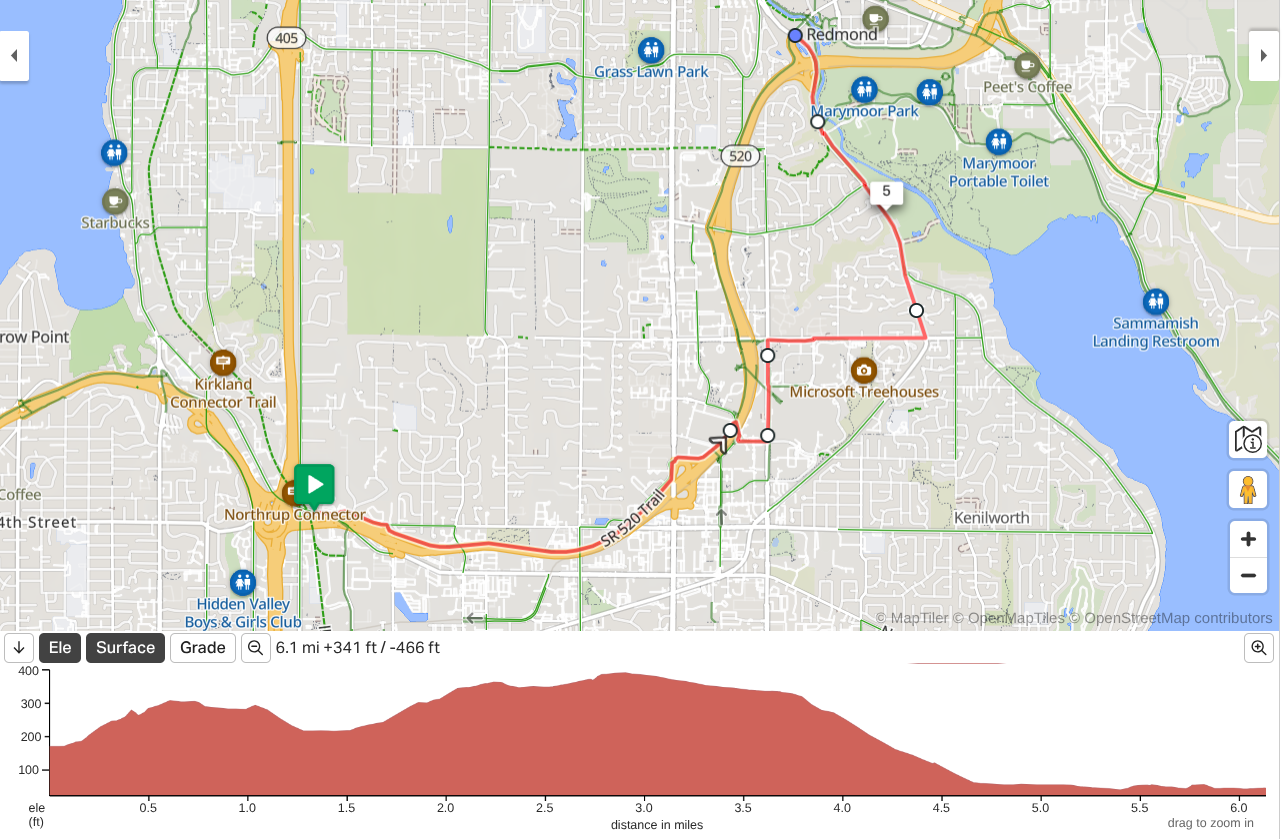 405
Redmond
Grass Lawn Park
Peet's Coffee
Marymoor Park
520
Marymoor
Portable Toilet
5
Starbucks
Sammamish
Landing Restroom
row Point
Kirkland
Connector Trail
Microsoft Treehouses
Coffee
4th Street
Northrup Connector
SR 520 Trail
Kenilworth
Hidden Valley
Boys & Girls Club
© MapTiler © OpenMapTiles © OpenStreetMap contributors
Ele
Surface
Grade
6.1 mi +341 ft / -466 ft
400
300
200
100
ele
(ft)
0.5
1.0
1.5
2.0
2.5
3.0
3.5
4.0
4.5
5.0
5.5
6.0
distance in miles
drag to zoom in